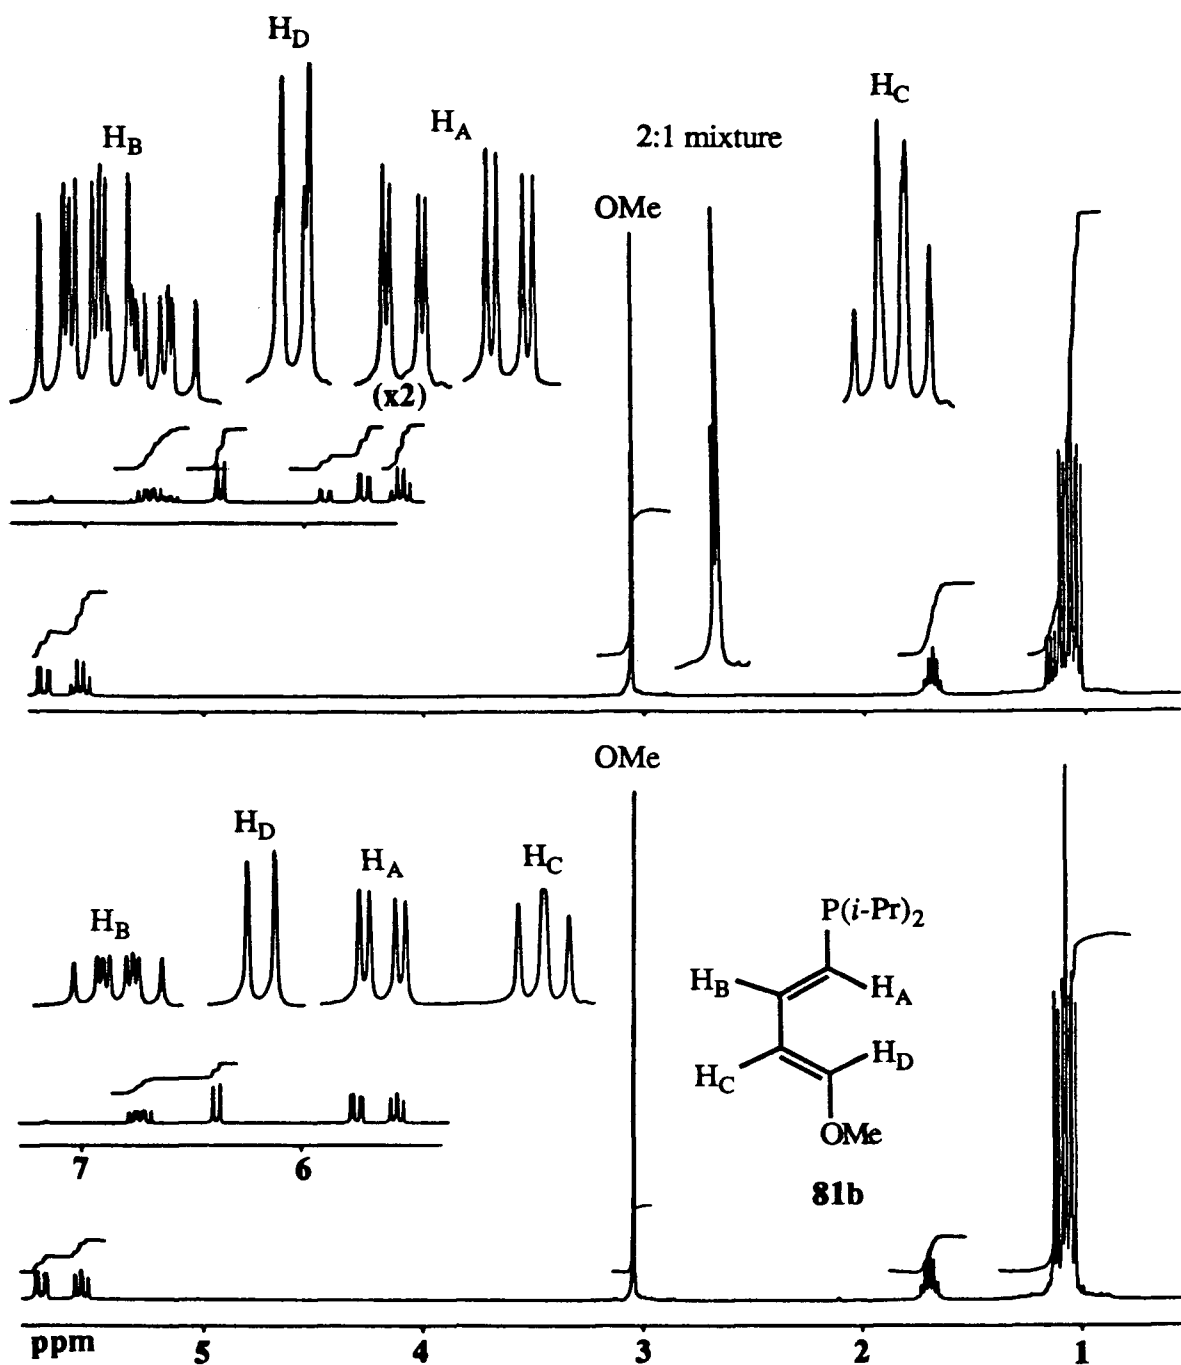 H_D
H_B
H_A
2:1 mixture
H_C
OMe
(x2)
OMe
H_D
H_A
H_C
H_B
P(i-Pr)₂
H_B
H_A
H_C
H_D
OMe
81b
7 6
ppm 5 4 3 2 1